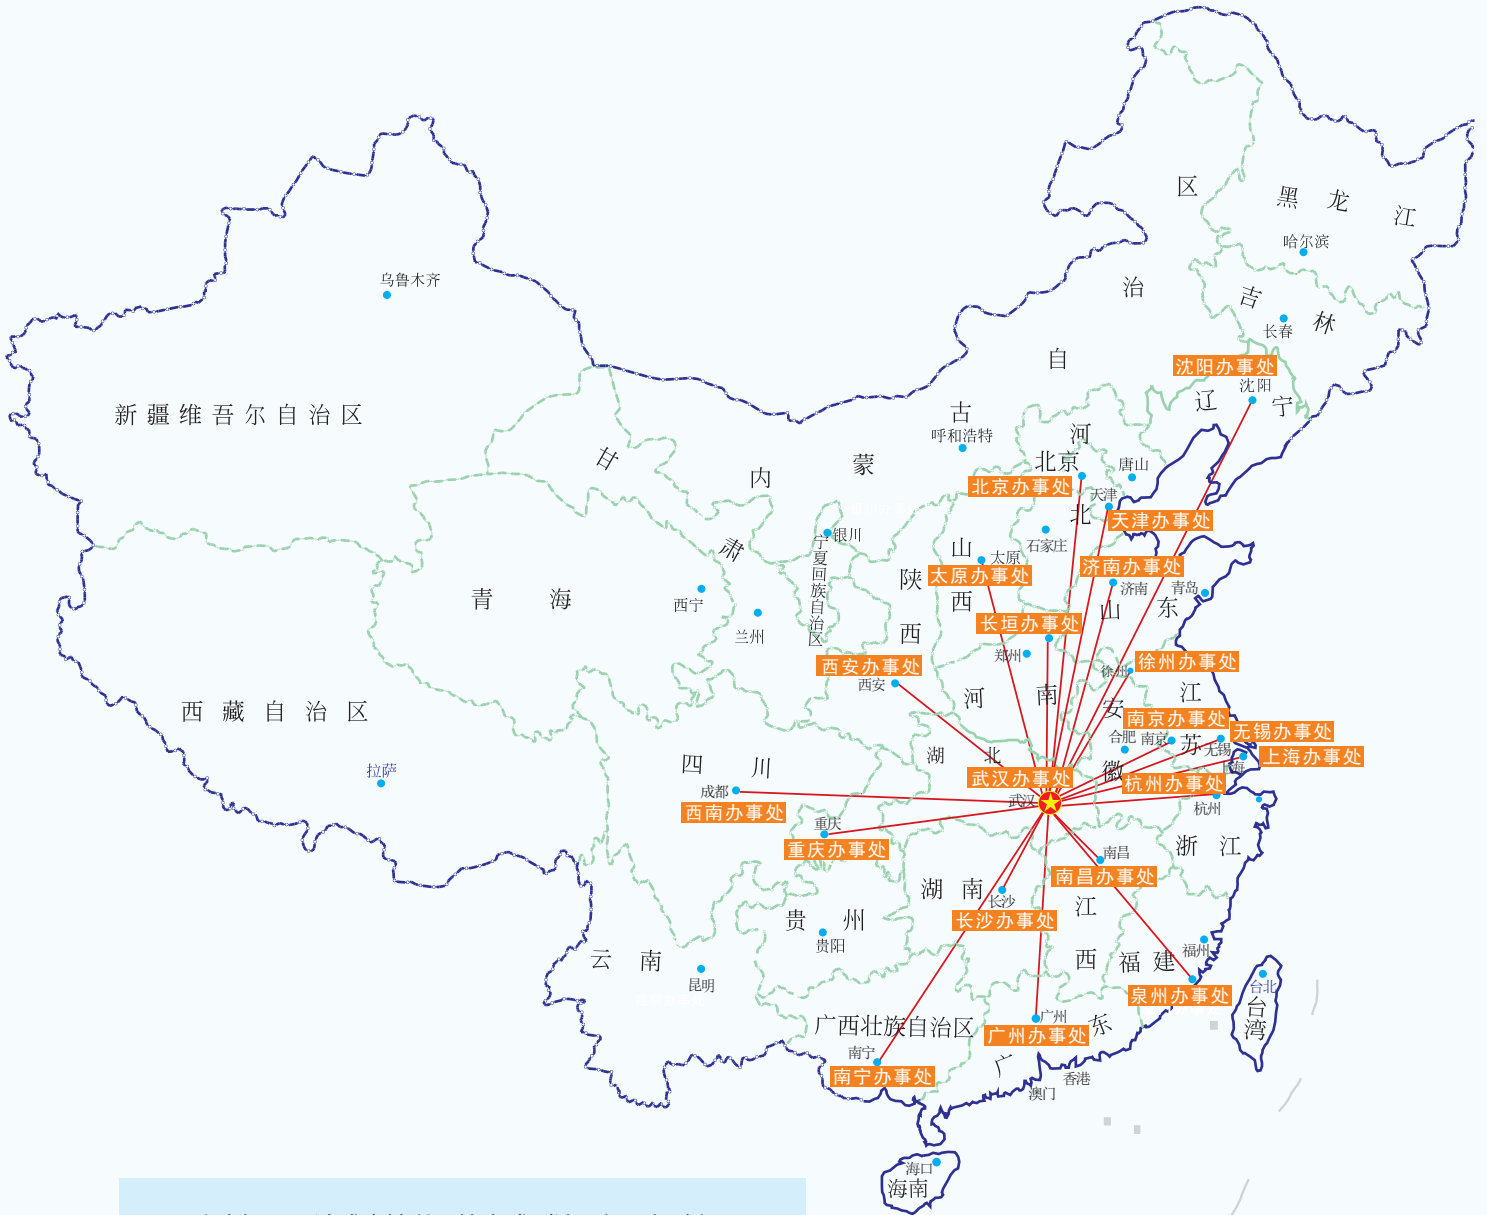 区
黑龙江
哈尔滨
乌鲁木齐
治
吉林
长春
自
沈阳办事处
沈阳
辽宁
新疆维吾尔自治区
古
呼和浩特
河
甘
内
蒙
北京
唐山
北京办事处
天津
北
天津办事处
银川
宁夏回族自治区
肃
山
太原
石家庄
太原办事处
济南办事处
陕
济南
青岛
青海
西宁
西
山东
兰州
西
长垣办事处
郑州
西安办事处
西安
徐州办事处
徐州
江
河南
安
西藏自治区
南京办事处
合肥
南京
苏
无锡办事处
无锡
湖北
上海办事处
海
四川
拉萨
武汉办事处
徽
杭州办事处
成都
武汉
杭州
西南办事处
重庆
重庆办事处
浙江
南昌
南昌办事处
湖南
长沙
江
长沙办事处
贵州
贵阳
福州
云南
西
福建
昆明
台北
泉州办事处
台湾
广西壮族自治区
广州
东
广州办事处
南宁
广
南宁办事处
香港
澳门
海口
海南